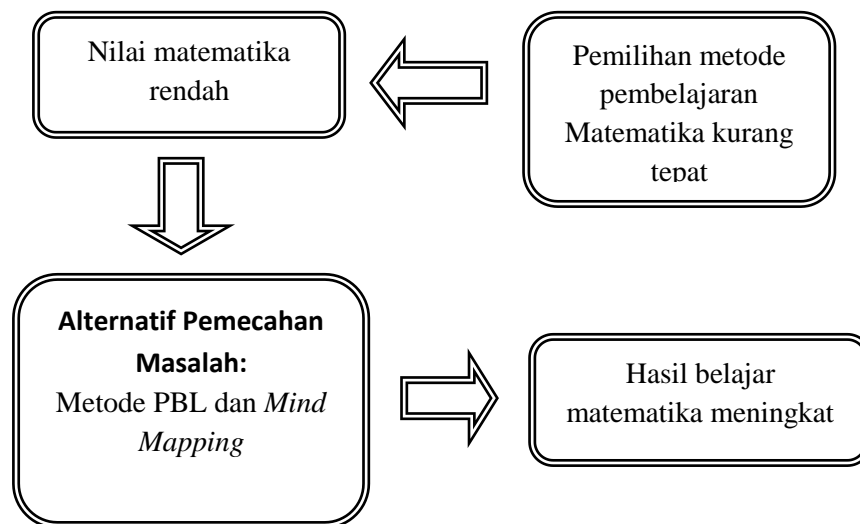 Nilai matematika
rendah
Pemilihan metode
pembelajaran
Matematika kurang
tepat
Alternatif Pemecahan
Masalah:
Metode PBL dan Mind
Mapping
Hasil belajar
matematika meningkat